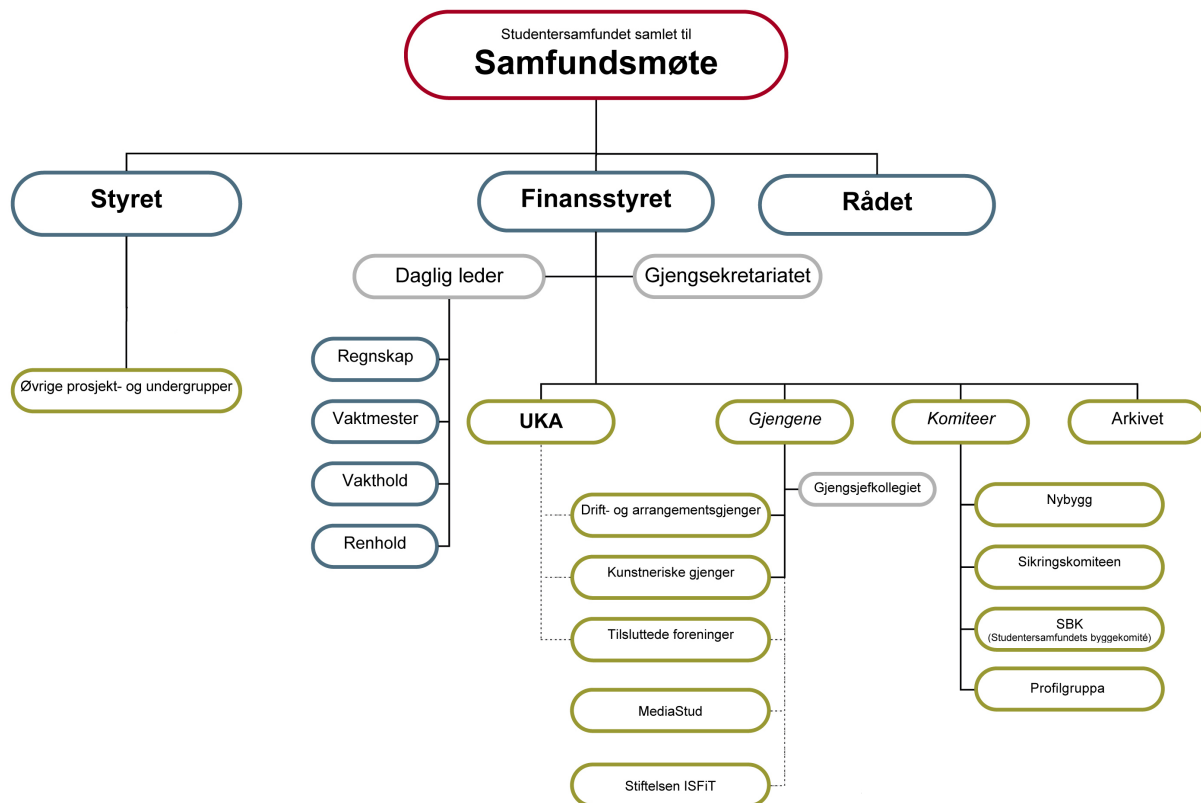 Studentersamfundet samlet til
Samfundsmøte
Styret
Finansstyret
Rådet
Daglig leder
Gjengsekretariatet
Regnskap
Øvrige prosjekt- og undergrupper
Vaktmester
UKA
Gjengene
Komiteer
Arkivet
Vakthold
Gjengsjefkollegiet
Nybygg
Drift- og arrangementsgjenger
Renhold
Kunstneriske gjenger
Sikringskomiteen
Tilsluttede foreninger
SBK
(Studentersamfundets byggekomité)
Profilgruppa
MediaStud
Stiftelsen ISFiT